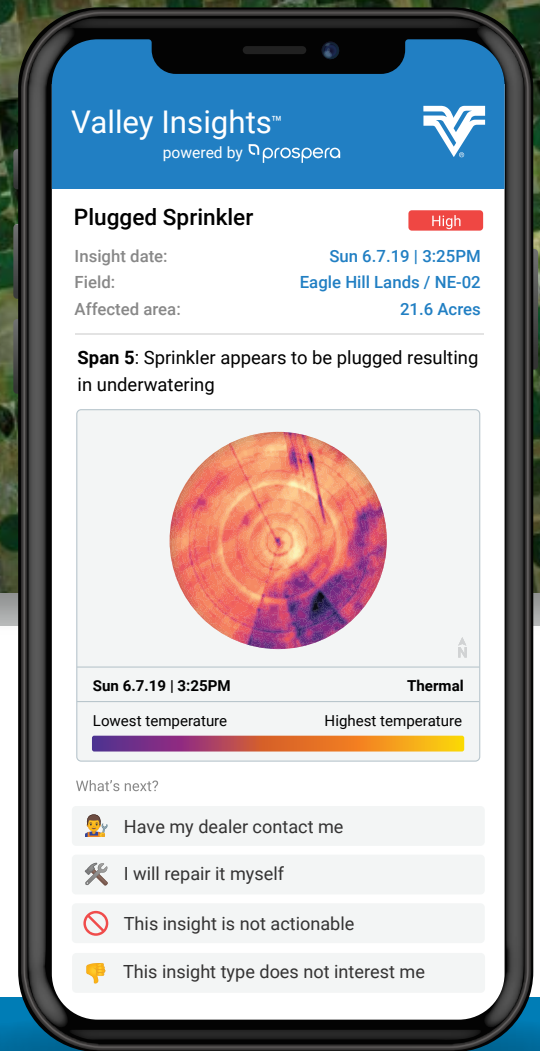 Valley Insights™
powered by prospera
®
Plugged Sprinkler
High
Insight date:
Sun 6.7.19 | 3:25PM
Field:
Eagle Hill Lands / NE-02
Affected area:
21.6 Acres
Span 5: Sprinkler appears to be plugged resulting
in underwatering
N
Sun 6.7.19 | 3:25PM
Thermal
Lowest temperature
Highest temperature
What's next?
Have my dealer contact me
I will repair it myself
This insight is not actionable
This insight type does not interest me